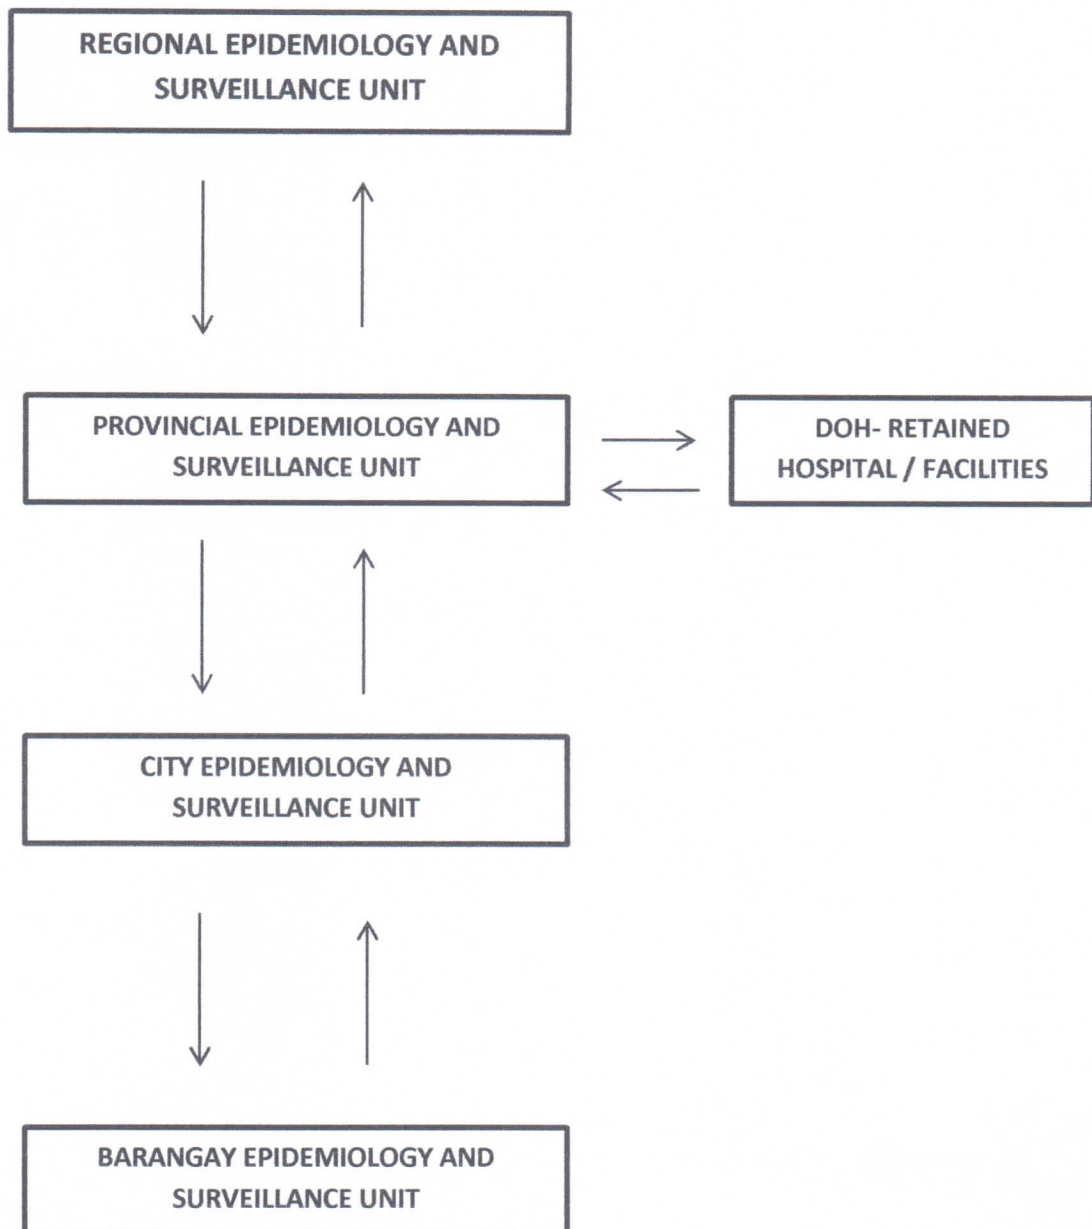 REGIONAL EPIDEMIOLOGY AND
SURVEILLANCE UNIT
PROVINCIAL EPIDEMIOLOGY AND
SURVEILLANCE UNIT
DOH- RETAINED
HOSPITAL / FACILITIES
CITY EPIDEMIOLOGY AND
SURVEILLANCE UNIT
BARANGAY EPIDEMIOLOGY AND
SURVEILLANCE UNIT